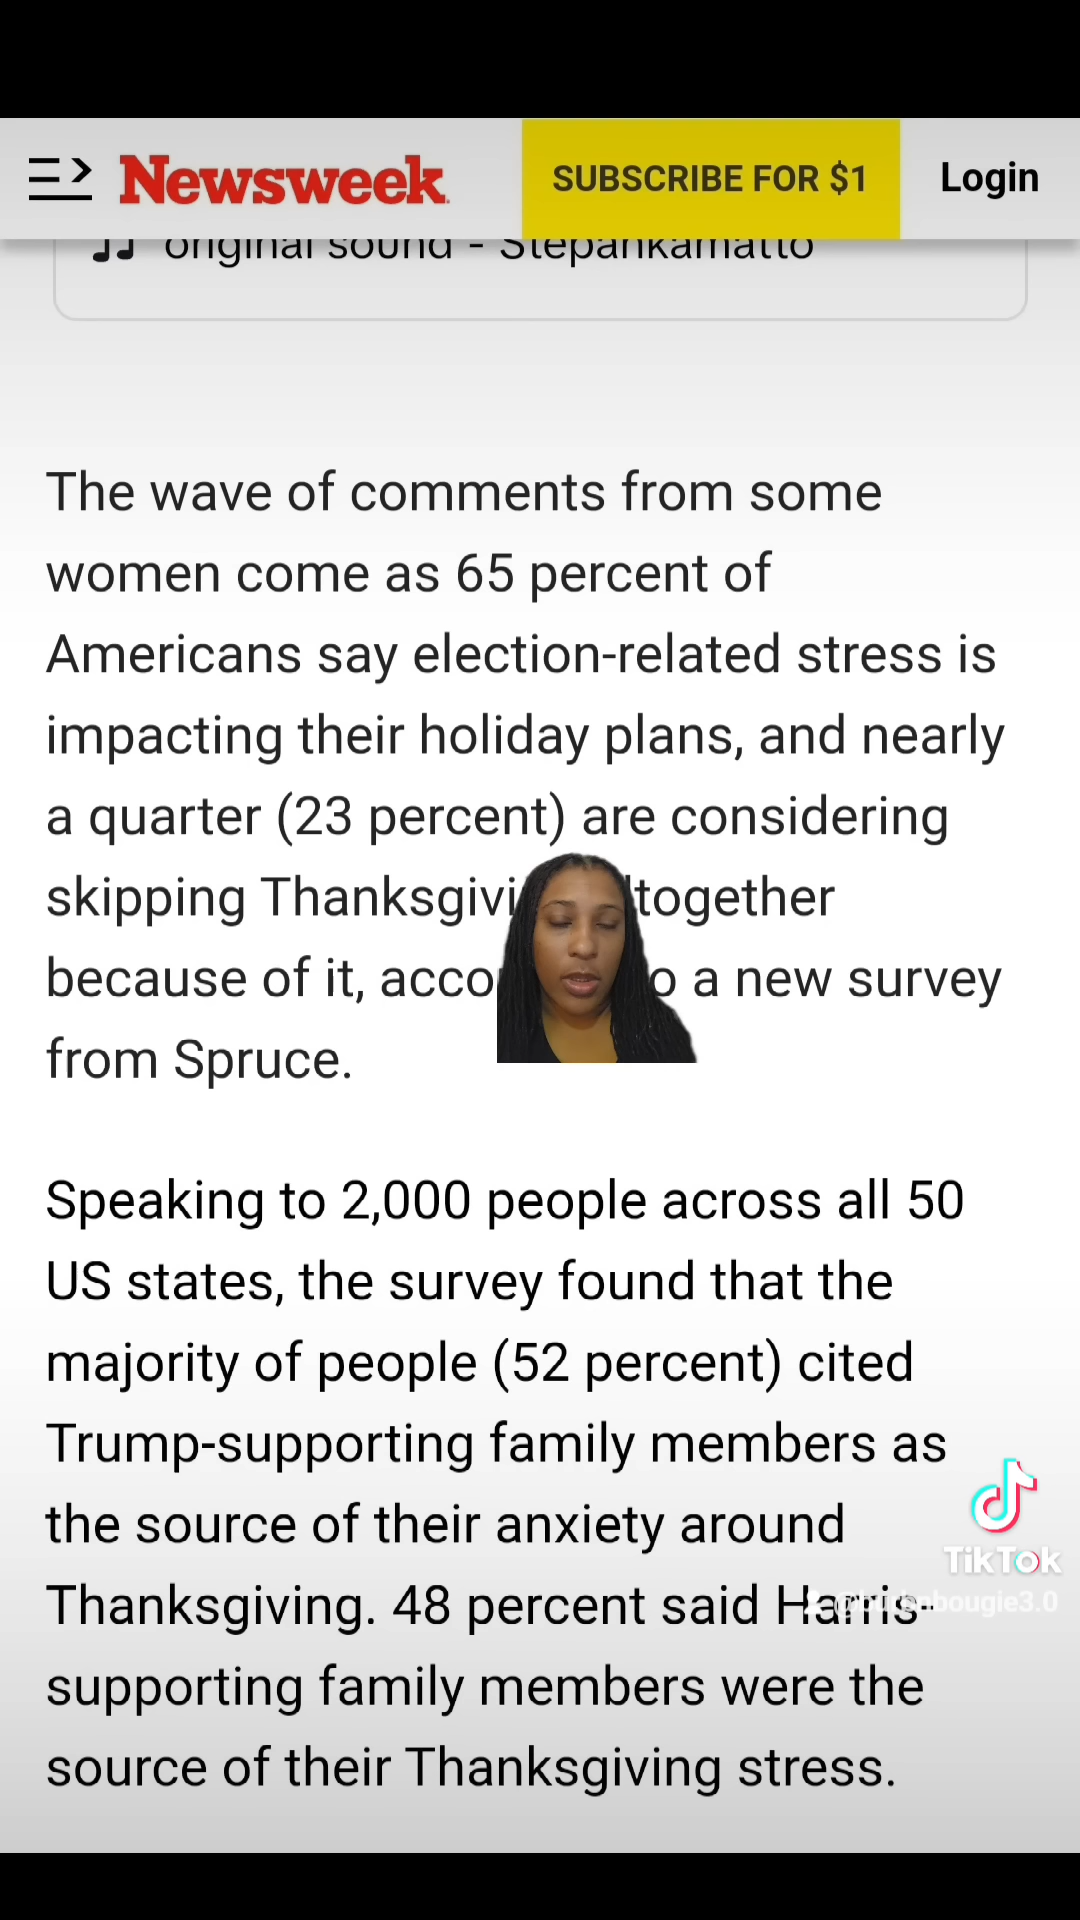 Newsweek
SUBSCRIBE FOR $1
Login
original sound - Stepankamatto
The wave of comments from some
women come as 65 percent of
Americans say election-related stress is
impacting their holiday plans, and nearly
a quarter (23 percent) are considering
skipping Thanksgivi ltogether
because of it, acco o a new survey
from Spruce.
Speaking to 2,000 people across all 50
US states, the survey found that the
majority of people (52 percent) cited
Trump-supporting family members as
the source of their anxiety around
Thanksgiving. 48 percent said Harris-
supporting family members were the
source of their Thanksgiving stress.
TikTok